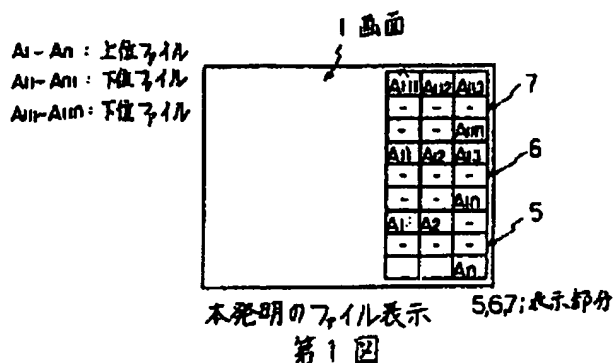 1 画面
A1-An : 上位ファイル
A11-An1 : 下位ファイル
A111-A11n : 下位ファイル
A111 A112 A113
- - -
- - A11n
7
A11 A12 A13
- - -
- - A1n
6
A1 A2 -
- - -
An
5
本発明のファイル表示
5,6,7; 表示部分
第 1 図